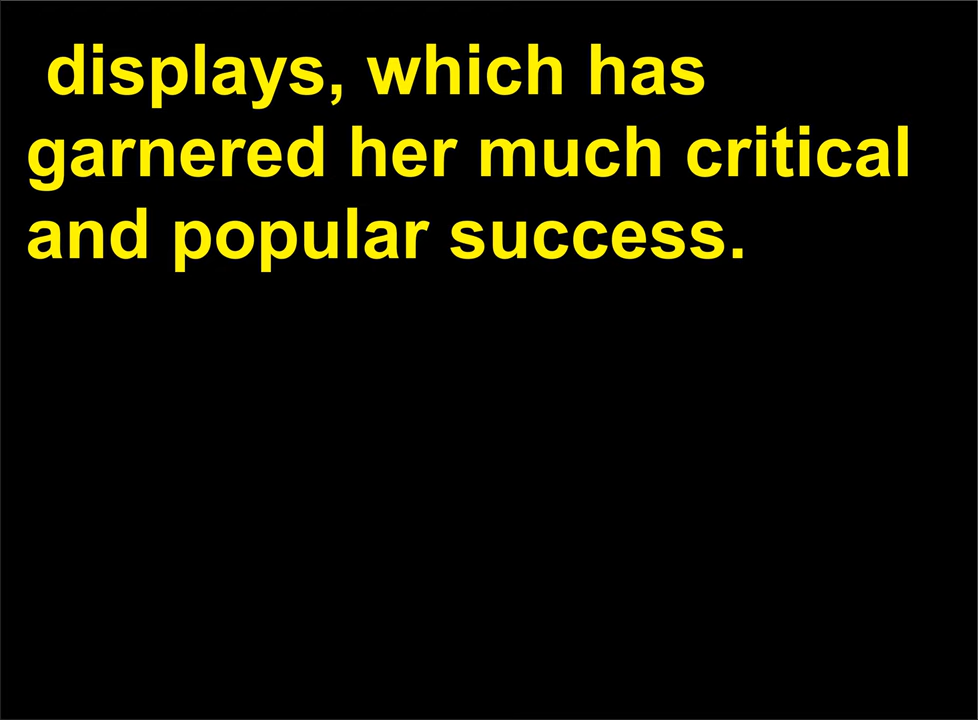 displays, which has
garnered her much critical
and popular success.